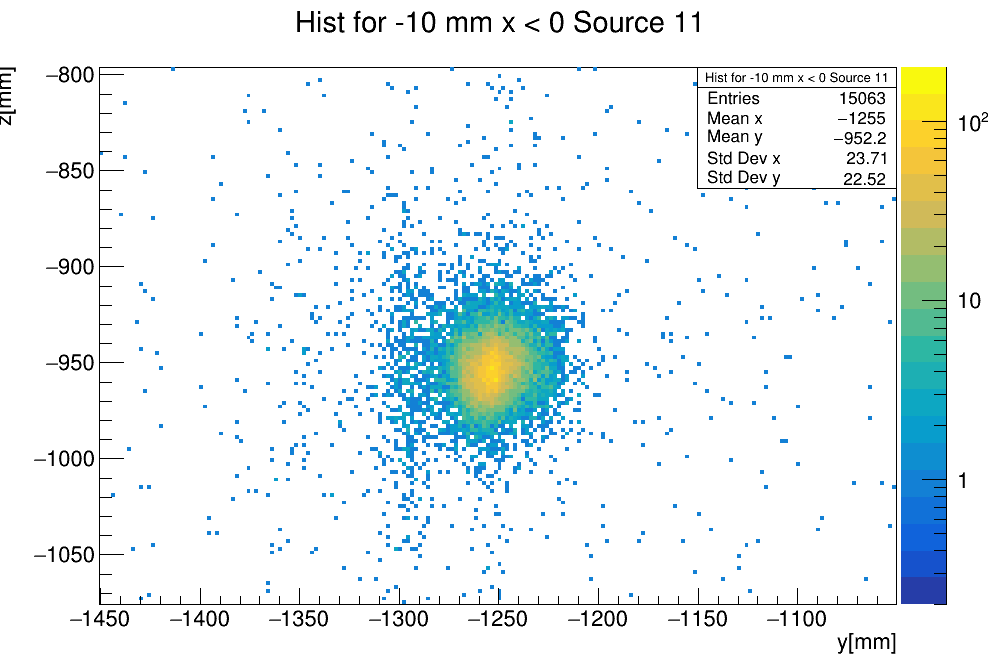 Hist for -10 mm x < 0 Source 11
z[mm]
−800
−850
−900
−950
−1000
−1050
Hist for -10 mm x < 0 Source 11
Entries 15063
Mean x −1255
Mean y −952.2
Std Dev x 23.71
Std Dev y 22.52
10²
10
1
−1450 −1400 −1350 −1300 −1250 −1200 −1150 −1100
y[mm]